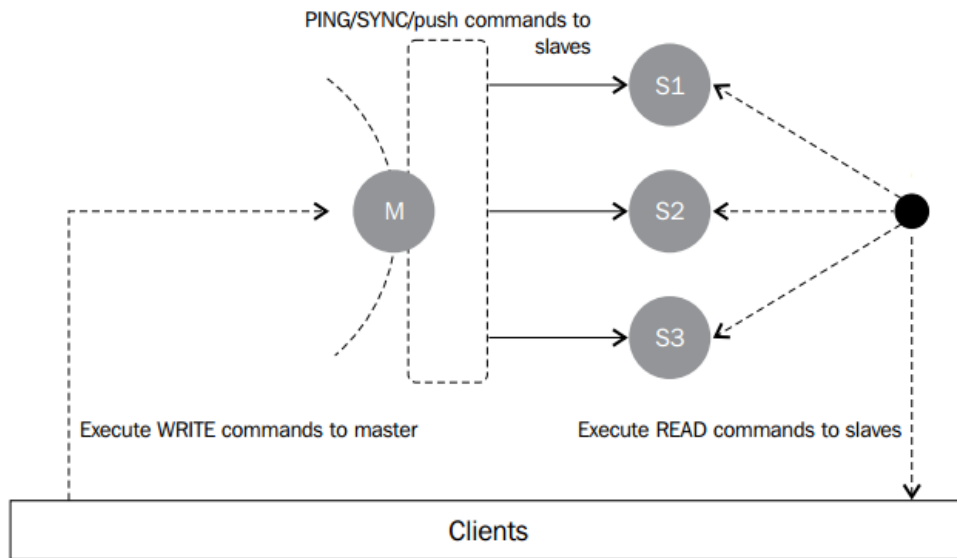 PING/SYNC/push commands to
slaves
S1
M
S2
S3
Execute WRITE commands to master
Execute READ commands to slaves
Clients